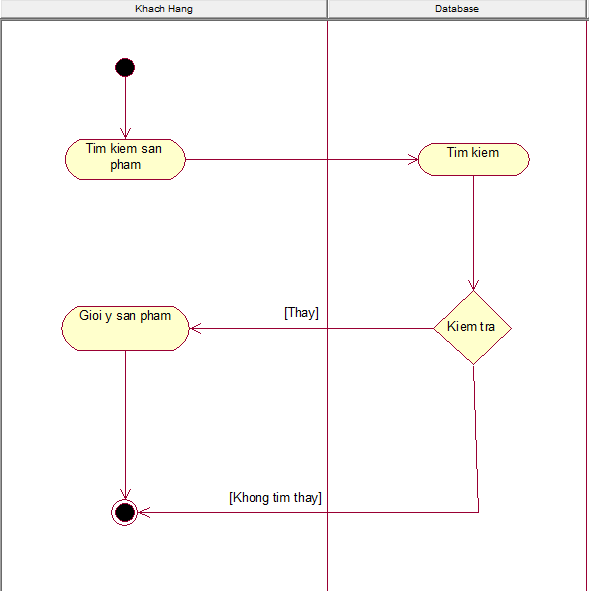 Khach Hang
Database
Tim kiem san
pham
Tim kiem
Gioi y san pham
[Thay]
Kiem tra
[Khong tim thay]